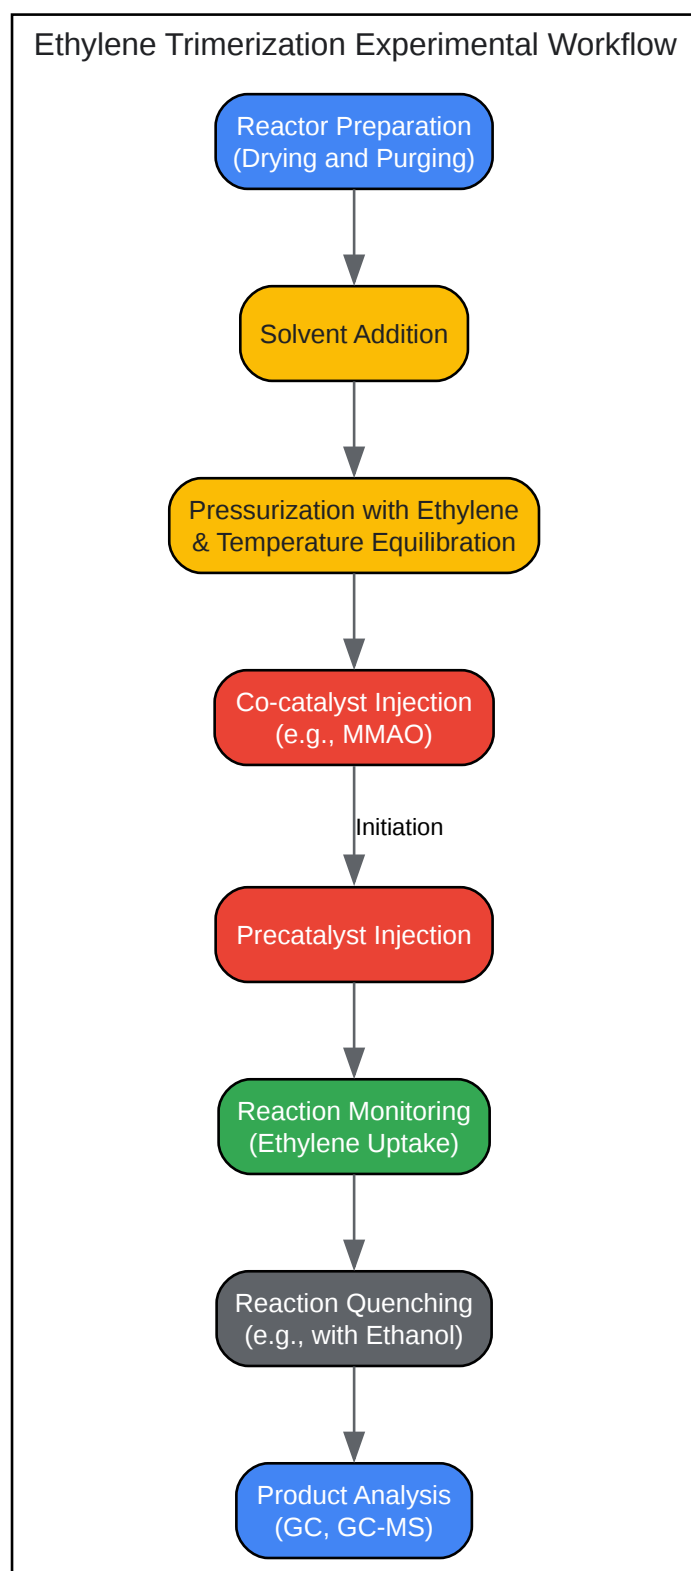 Ethylene Trimerization Experimental Workflow
Reactor Preparation
(Drying and Purging)
Solvent Addition
Pressurization with Ethylene
& Temperature Equilibration
Co-catalyst Injection
(e.g., MMAO)
Initiation
Precatalyst Injection
Reaction Monitoring
(Ethylene Uptake)
Reaction Quenching
(e.g., with Ethanol)
Product Analysis
(GC, GC-MS)